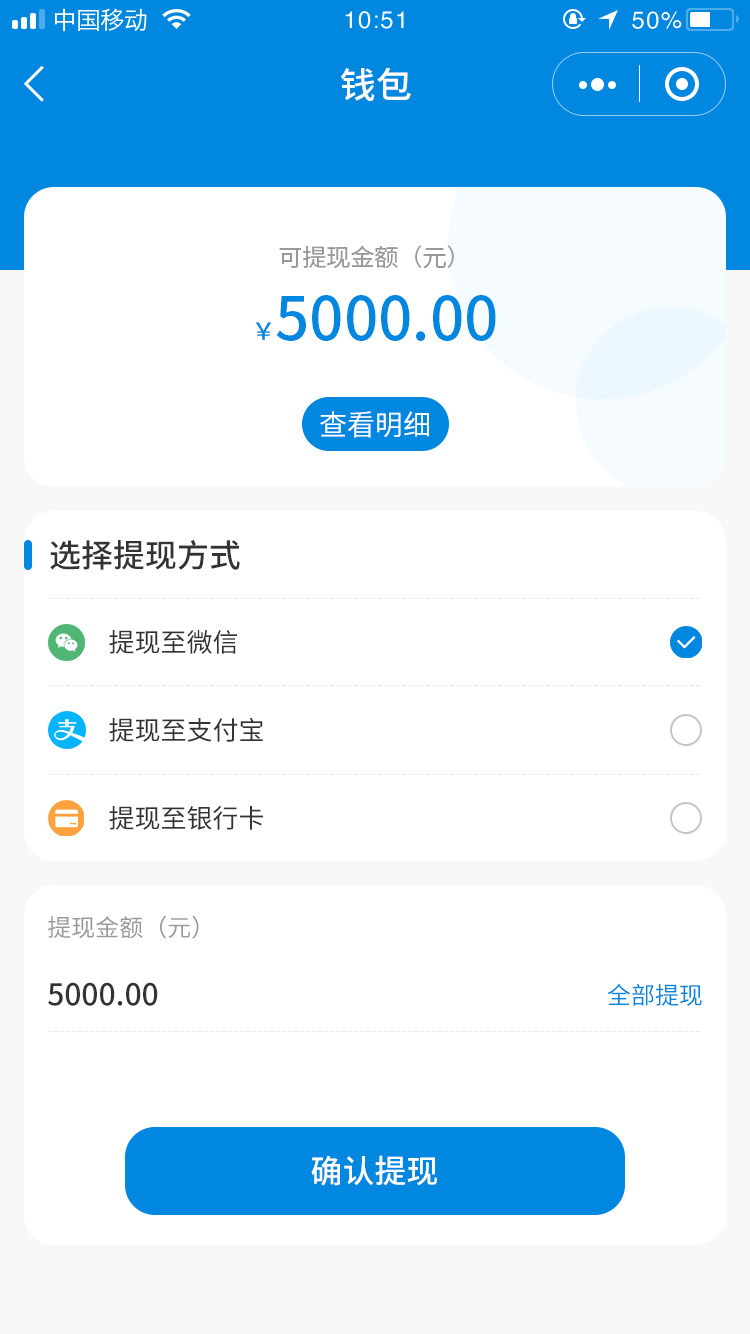 中国移动 10:51 50%
钱包
可提现金额（元）
¥5000.00
查看明细
选择提现方式
提现至微信
支 提现至支付宝
提现至银行卡
提现金额（元）
5000.00 全部提现
确认提现